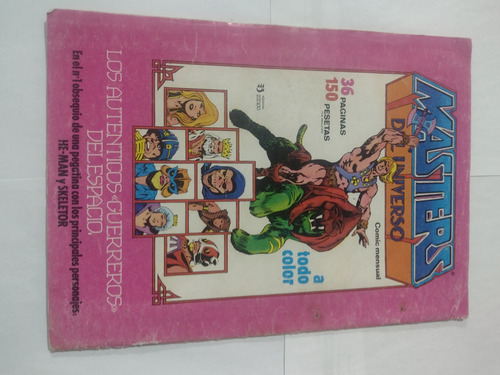 MASTERS
DEL UNIVERSO
Comic mensual
36 PAGINAS
150 PESETAS
a
todo
color
LOS AUTENTICOS «GUERREROS»
DEL ESPACIO.
En el nº 1 obsequio de una pegatina con los principales personajes:
HE-MAN y SKELETOR